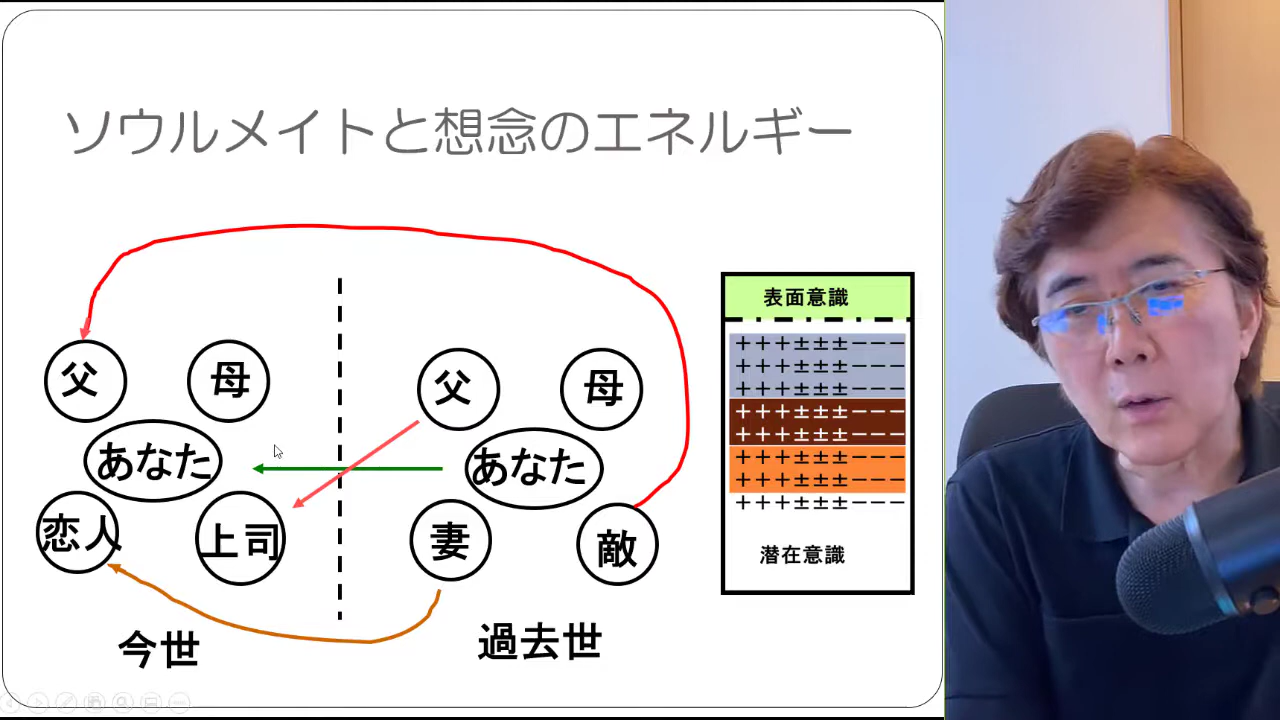 ソウルメイトと想念のエネルギー
父
母
あなた
恋人
上司
今世
父
母
あなた
妻
敵
過去世
表面意識
+++±±±−−−
+++±±±−−−
+++±±±−−−
+++±±±−−−
+++±±±−−−
+++±±±−−−
+++±±±−−−
+++±±±−−−
潜在意識